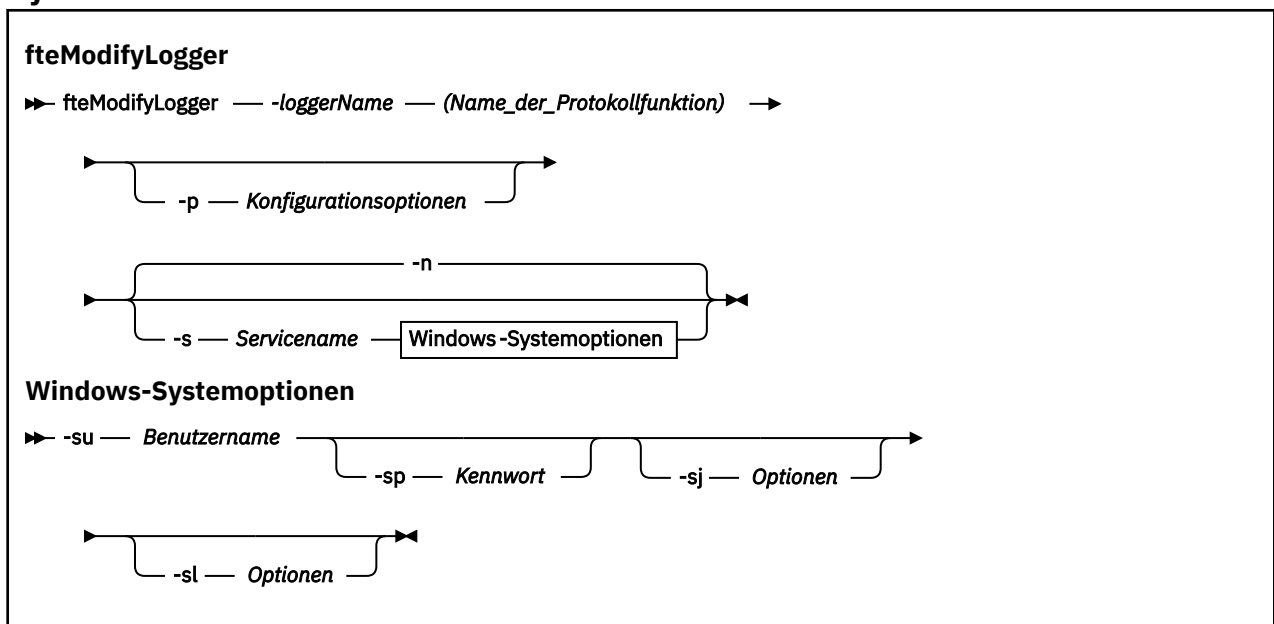 fteModifyLogger
fteModifyLogger -loggerName (Name_der_Protokollfunktion)
-p Konfigurationsoptionen
-n
-s Servicename Windows-Systemoptionen
Windows-Systemoptionen
-su Benutzername
-sp Kennwort -sj Optionen
-sl Optionen